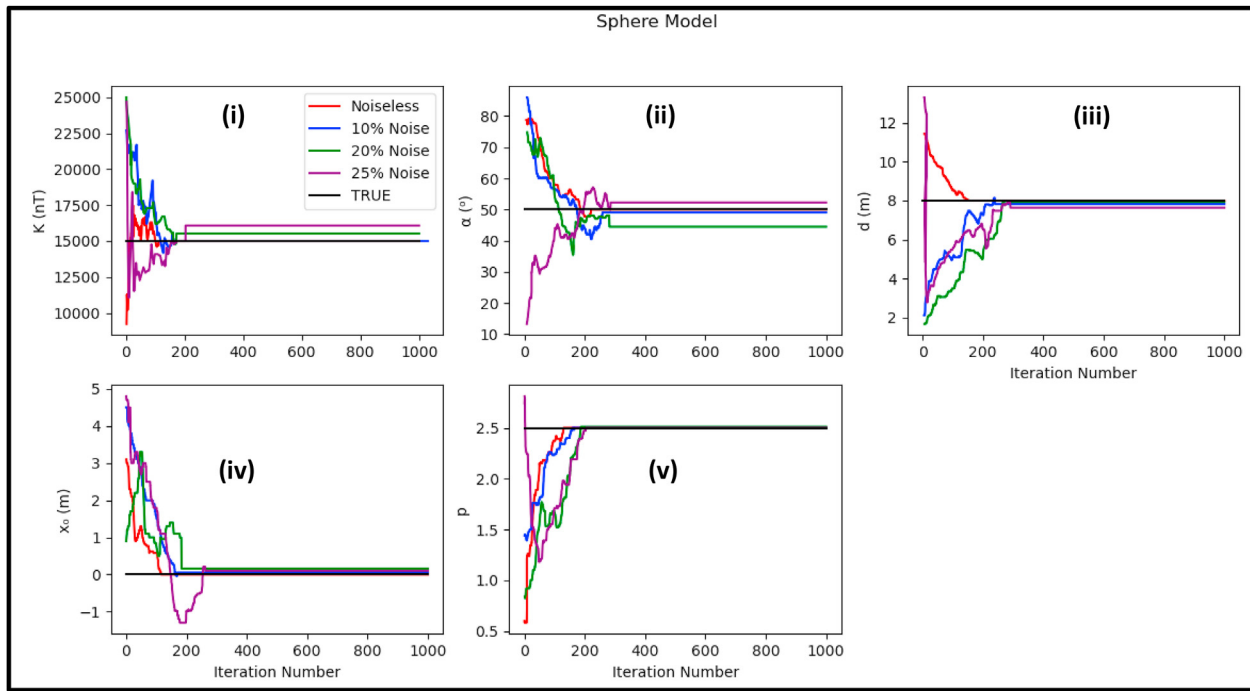 Sphere Model
(i)
K (nT)
25000
22500
20000
17500
15000
12500
10000
0 200 400 600 800 1000
Noiseless
10% Noise
20% Noise
25% Noise
TRUE
(ii)
α (°)
80
70
60
50
40
30
20
10
0 200 400 600 800 1000
(iii)
d (m)
12
10
8
6
4
2
0 200 400 600 800 1000
Iteration Number
(iv)
x₀ (m)
5
4
3
2
1
0
−1
0 200 400 600 800 1000
Iteration Number
(v)
p
2.5
2.0
1.5
1.0
0.5
0 200 400 600 800 1000
Iteration Number